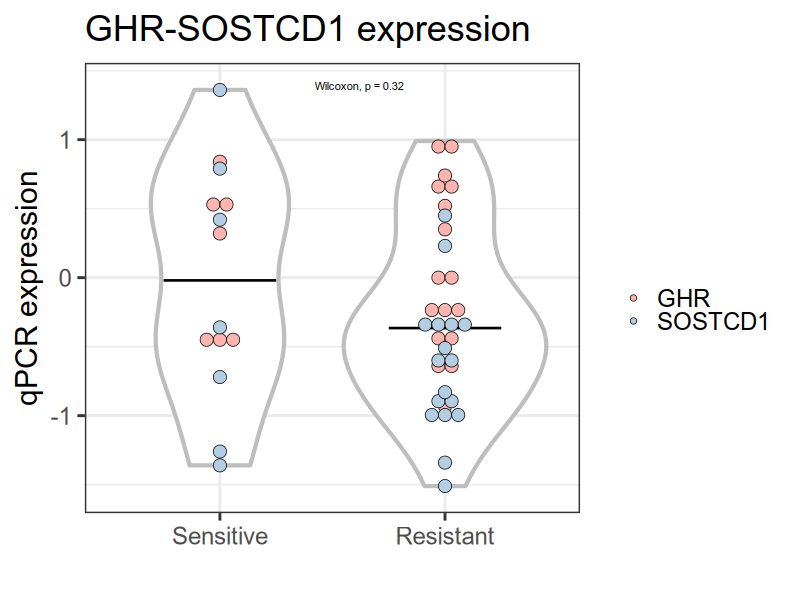 GHR-SOSTCD1 expression
Wilcoxon, p = 0.32
qPCR expression
1
0
-1
Sensitive
Resistant
GHR
SOSTCD1